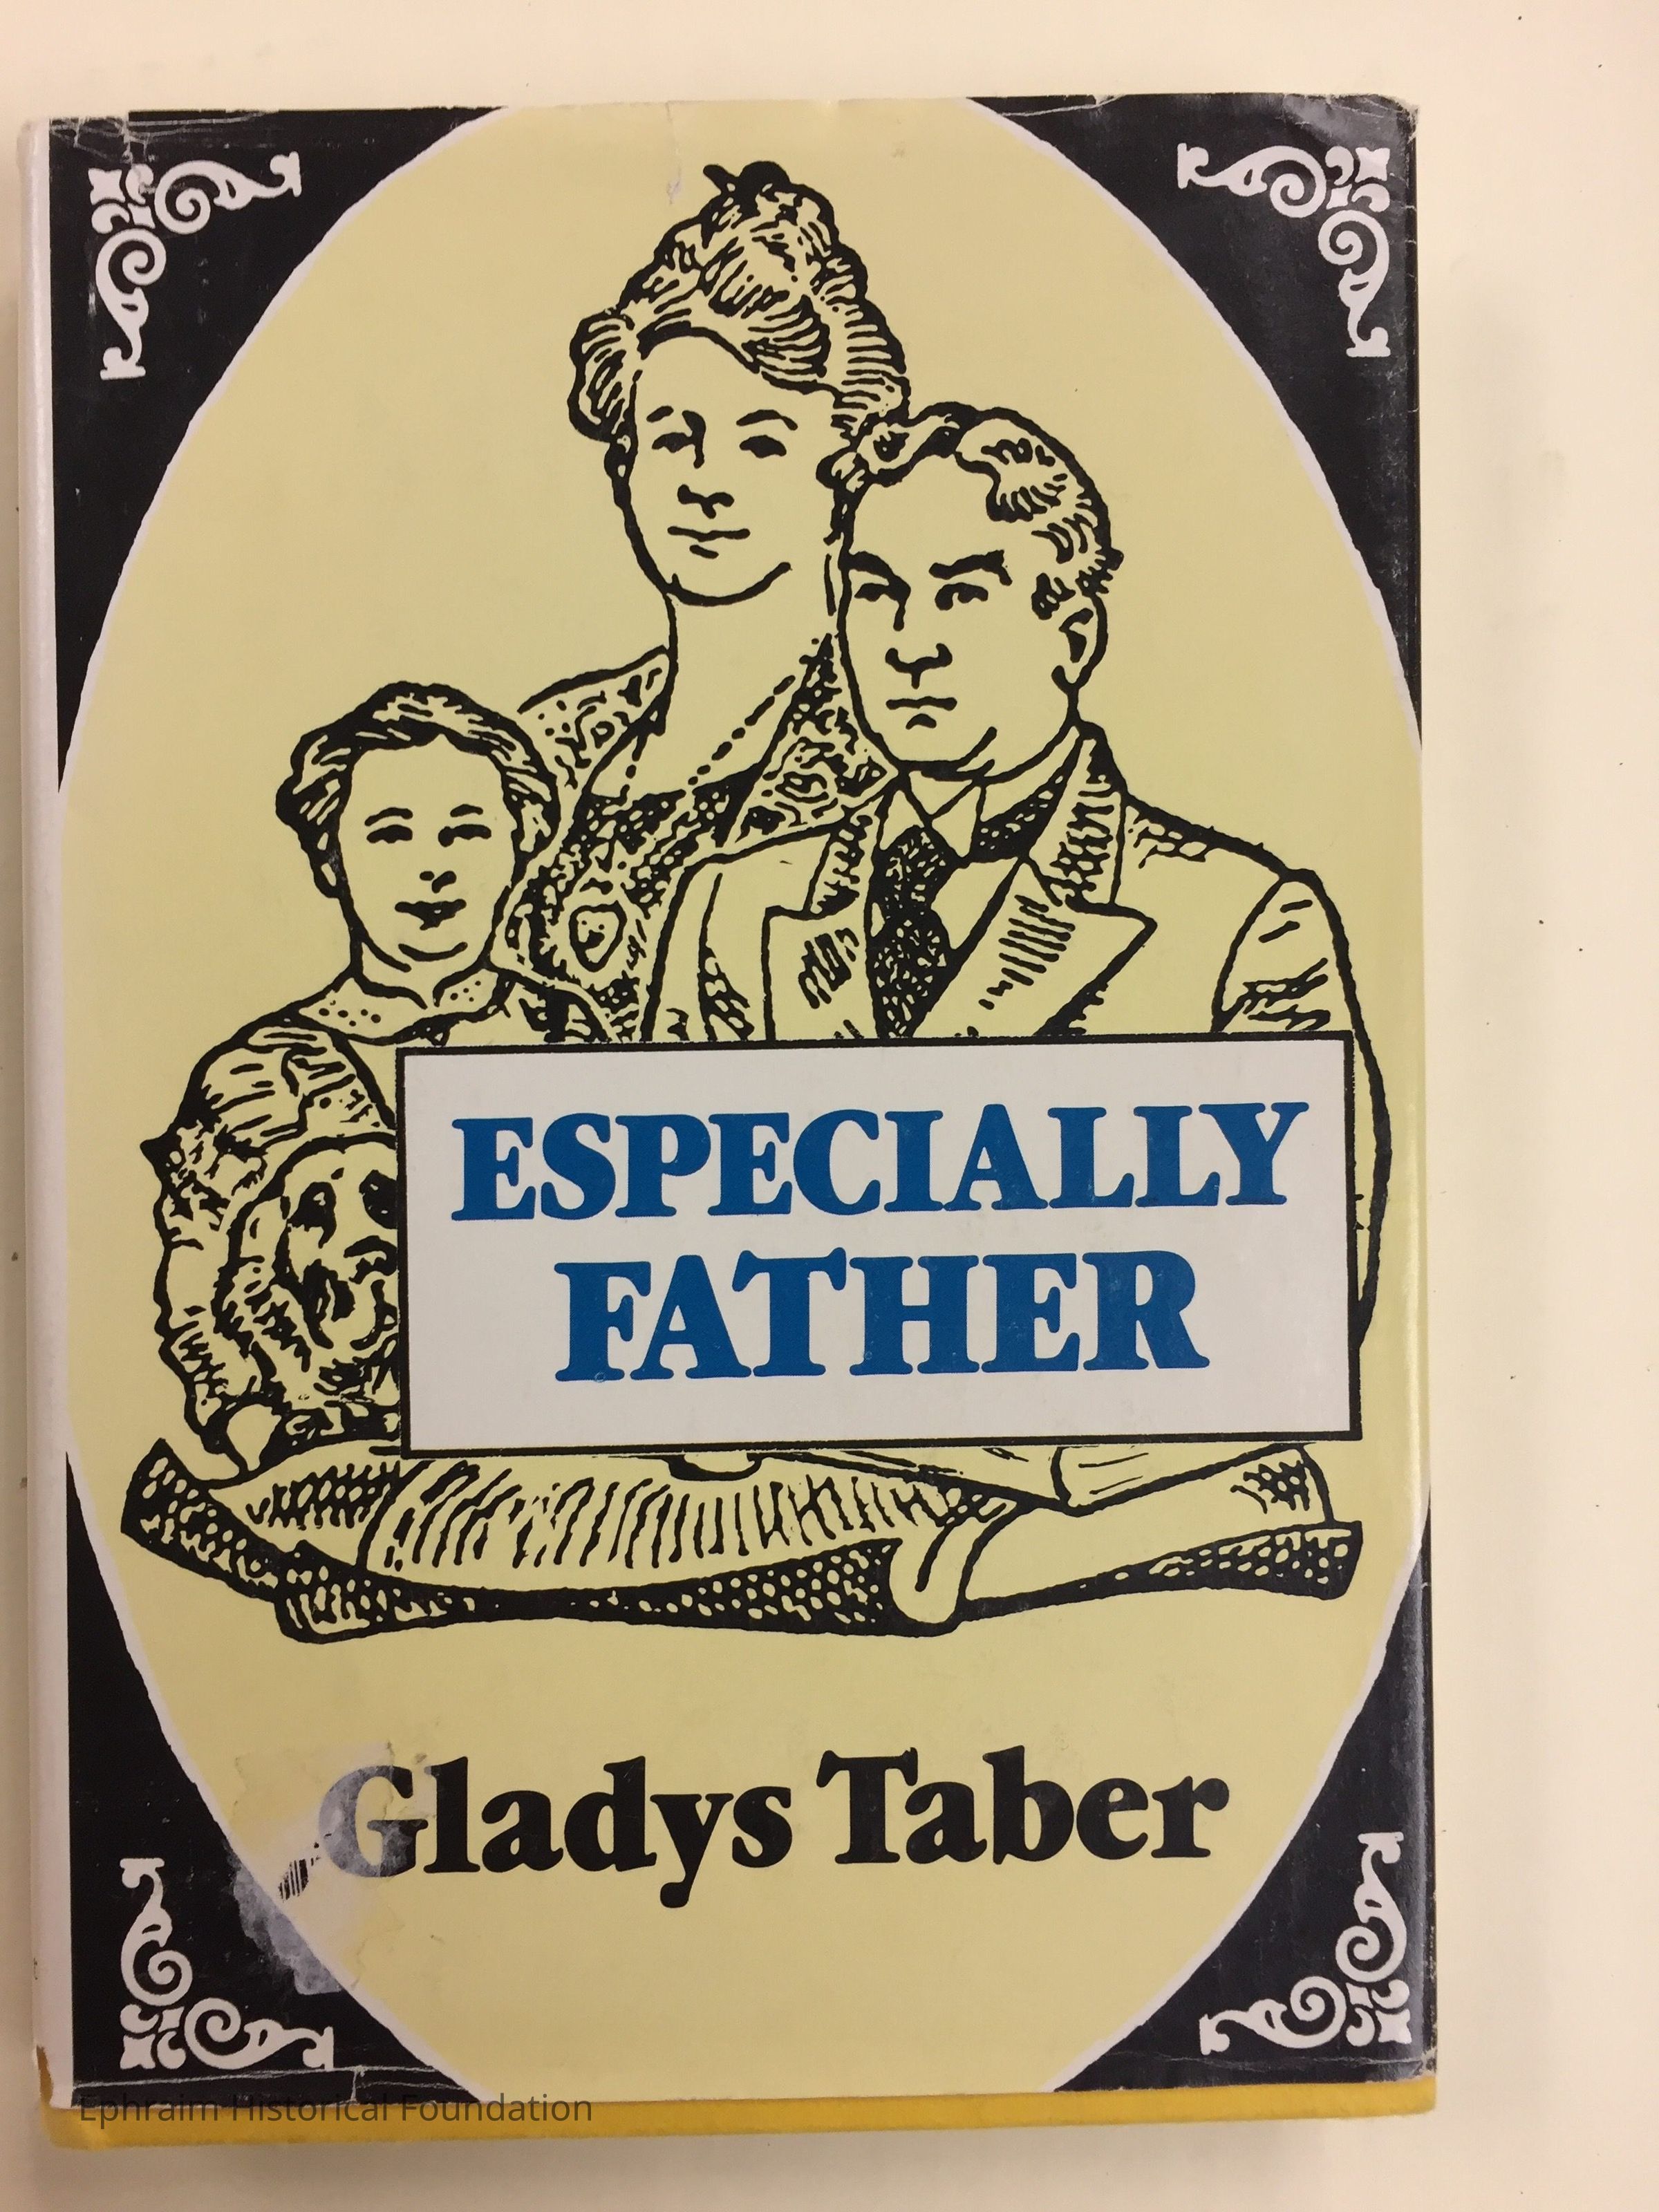 ESPECIALLY
FATHER
Gladys Taber
Ephraim Historical Foundation